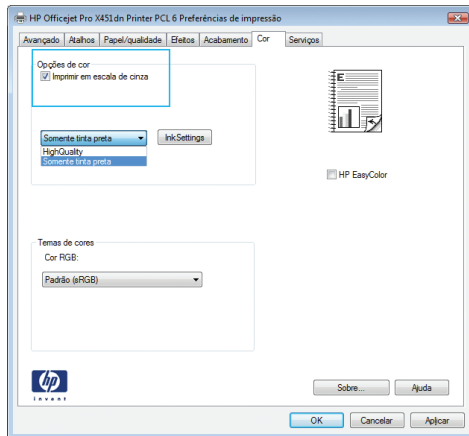 HP Officejet Pro X451dn Printer PCL 6 Preferências de impressão
Avançado Atalhos Papel/qualidade Efeitos Acabamento Cor Serviços
Opções de cor
Imprimir em escala de cinza
E
Somente tinta preta InkSettings
HighQuality
Somente tinta preta
HP EasyColor
Temas de cores
Cor RGB:
Padrão (sRGB)
hp
invent
Sobre... Ajuda
OK Cancelar Aplicar